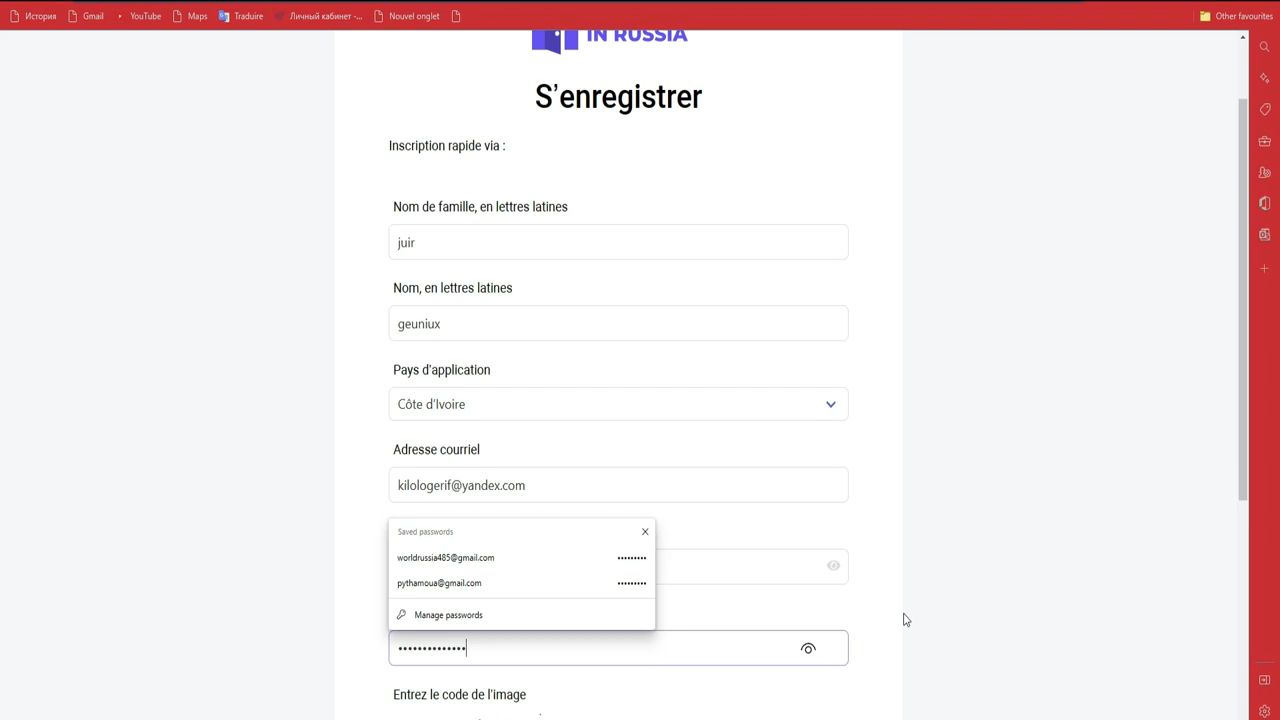 История
Gmail
YouTube
Maps
Traduire
Личный кабинет -...
Nouvel onglet
Other favourites
IN RUSSIA
S'enregistrer
Inscription rapide via :
Nom de famille, en lettres latines
juir
Nom, en lettres latines
geuniux
Pays d'application
Côte d'Ivoire
Adresse courriel
kilologerif@yandex.com
Saved passwords
worldrussia485@gmail.com •••••••••
pythamoua@gmail.com •••••••••
Manage passwords
••••••••••••••
Entrez le code de l'image